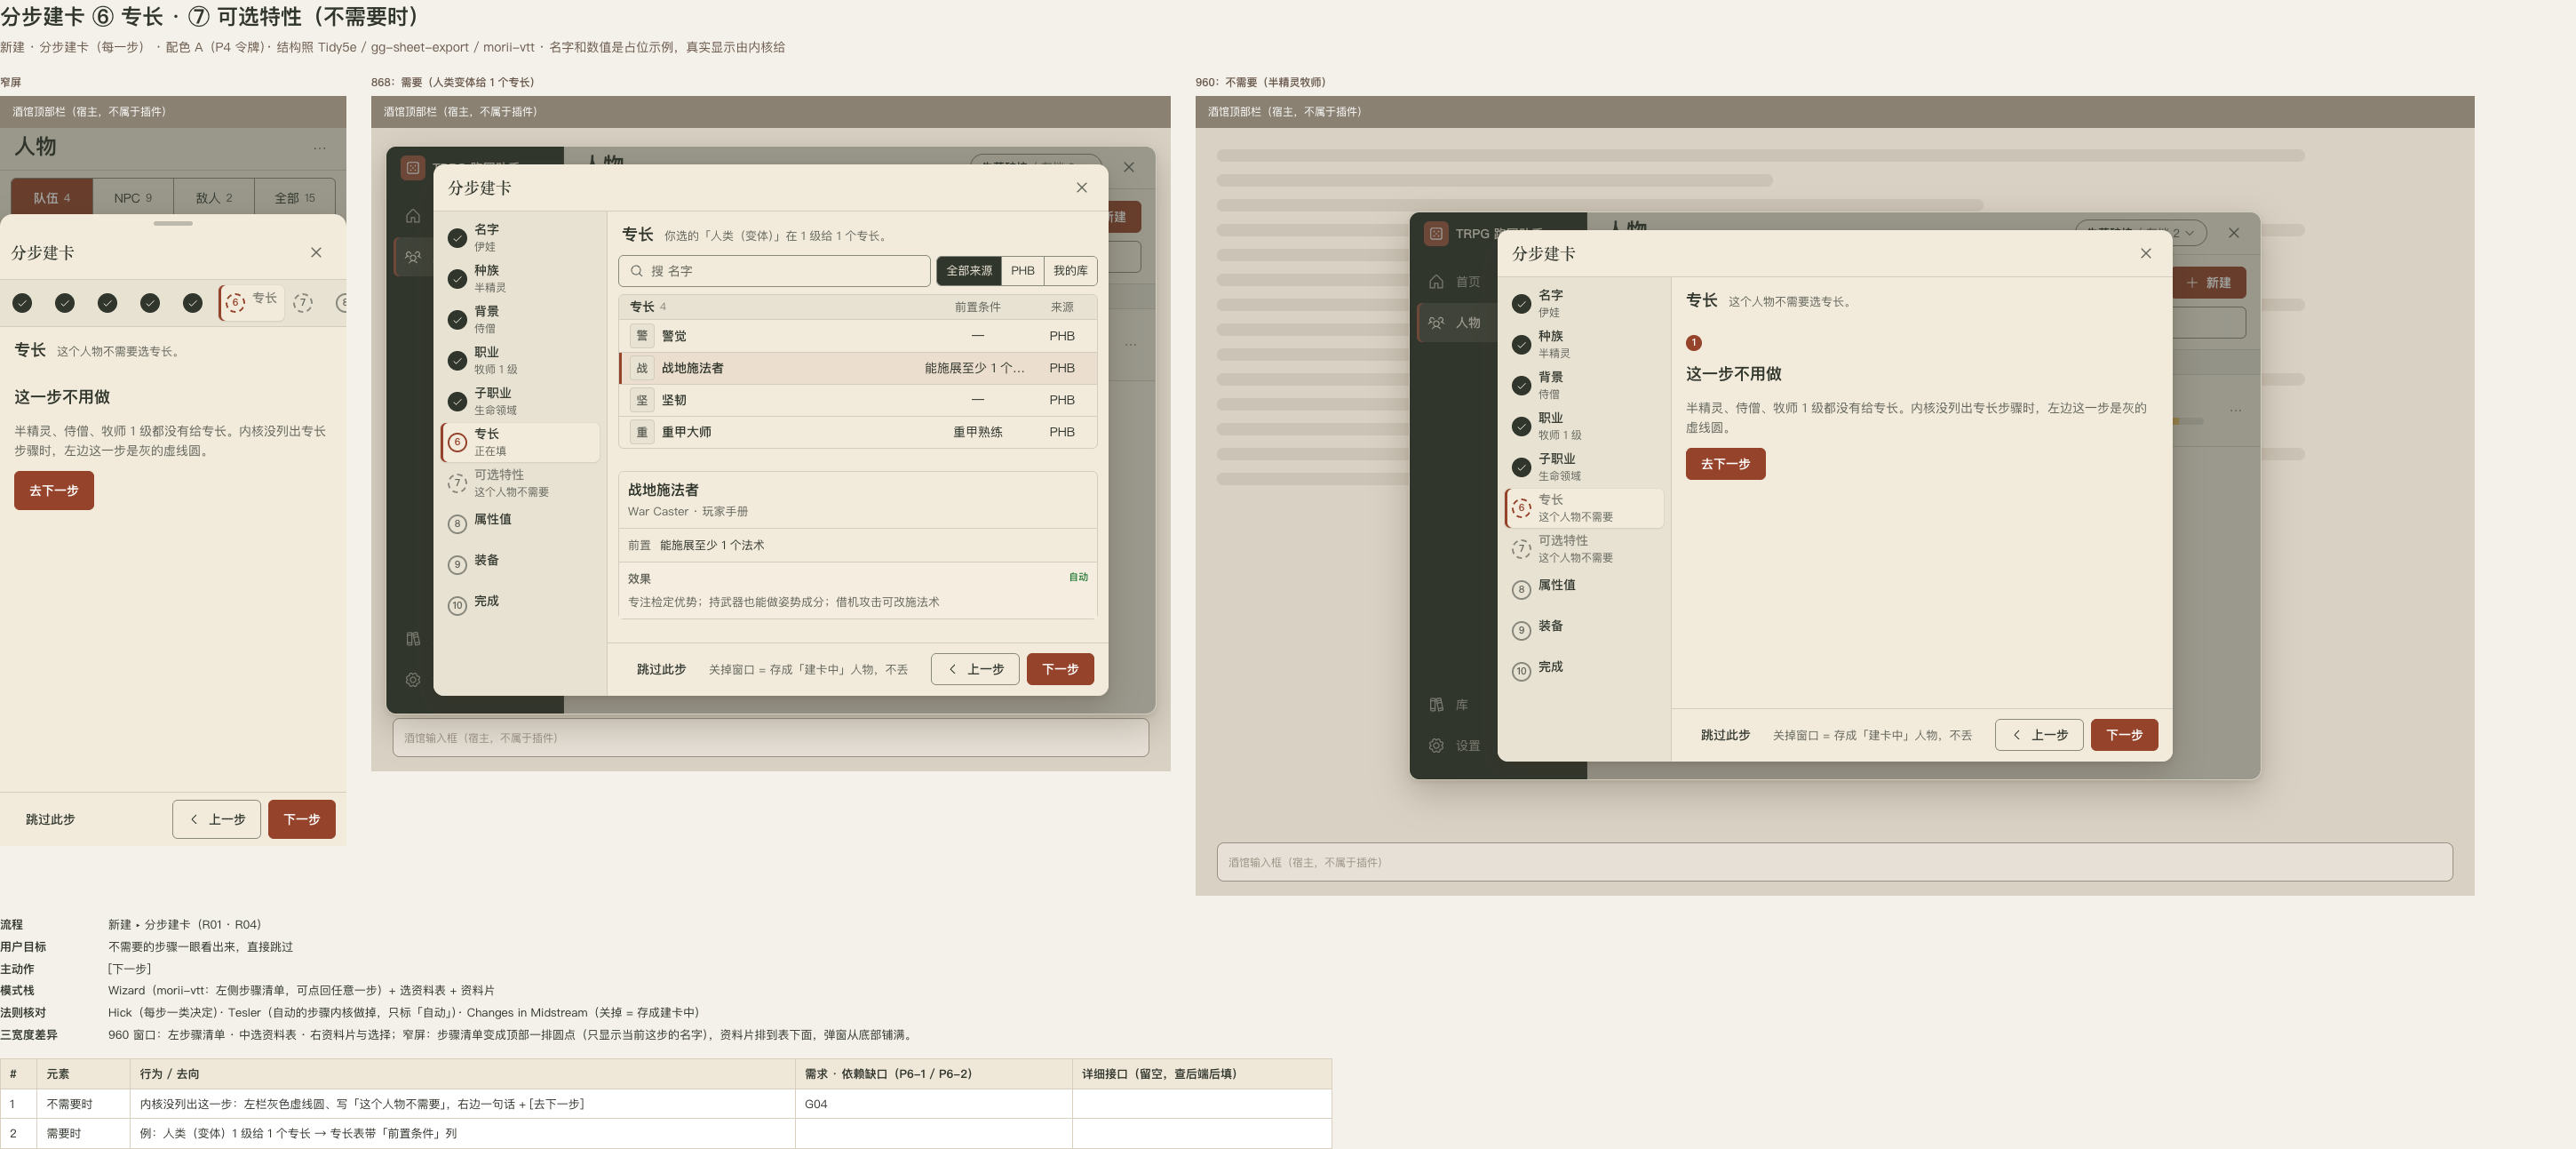 分步建卡 ⑥ 专长 · ⑦ 可选特性（不需要时）
新建 · 分步建卡（每一步） · 配色 A（P4 令牌）· 结构照 Tidy5e / gg-sheet-export / morii-vtt · 名字和数值是占位示例，真实显示由内核给
窄屏
酒馆顶部栏（宿主，不属于插件）
人物
队伍 4
NPC 9
敌人 2
全部 15
分步建卡
6 专长
7
专长 这个人物不需要选专长。
这一步不用做
半精灵、侍僧、牧师 1 级都没有给专长。内核没列出专长
步骤时，左边这一步是灰的虚线圆。
去下一步
跳过此步
上一步
下一步
868：需要（人类变体给 1 个专长）
酒馆顶部栏（宿主，不属于插件）
分步建卡
名字
伊娃
种族
半精灵
背景
侍僧
职业
牧师 1 级
子职业
生命领域
6 专长
正在填
7 可选特性
这个人物不需要
8 属性值
9 装备
10 完成
专长 你选的「人类（变体）」在 1 级给 1 个专长。
搜 名字
全部来源
PHB
我的库
专长 4 前置条件 来源
警 警觉 — PHB
战 战地施法者 能施展至少 1 个… PHB
坚 坚韧 — PHB
重 重甲大师 重甲熟练 PHB
战地施法者
War Caster · 玩家手册
前置 能施展至少 1 个法术
效果 自动
专注检定优势；持武器也能做姿势成分；借机攻击可改施法术
跳过此步
关掉窗口 = 存成「建卡中」人物，不丢
上一步
下一步
新建
酒馆输入框（宿主，不属于插件）
960：不需要（半精灵牧师）
酒馆顶部栏（宿主，不属于插件）
TRPG
首页
人物
库
设置
新建
分步建卡
名字
伊娃
种族
半精灵
背景
侍僧
职业
牧师 1 级
子职业
生命领域
6 专长
这个人物不需要
7 可选特性
这个人物不需要
8 属性值
9 装备
10 完成
专长 这个人物不需要选专长。
1
这一步不用做
半精灵、侍僧、牧师 1 级都没有给专长。内核没列出专长步骤时，左边这一步是灰的
虚线圆。
去下一步
跳过此步
关掉窗口 = 存成「建卡中」人物，不丢
上一步
下一步
酒馆输入框（宿主，不属于插件）
流程 新建 ▸ 分步建卡（R01 · R04）
用户目标 不需要的步骤一眼看出来，直接跳过
主动作 [下一步]
模式栈 Wizard（morii-vtt：左侧步骤清单，可点回任意一步）+ 选资料表 + 资料片
法则核对 Hick（每步一类决定）· Tesler（自动的步骤内核做掉，只标「自动」）· Changes in Midstream（关掉 = 存成建卡中）
三宽度差异 960 窗口：左步骤清单 · 中选资料表 · 右资料片与选择；窄屏：步骤清单变成顶部一排圆点（只显示当前这步的名字），资料片排到表下面，弹窗从底部铺满。
# 元素 行为 / 去向 需求 · 依赖缺口（P6-1 / P6-2） 详细接口（留空，查后端后填）
1 不需要时 内核没列出这一步：左栏灰色虚线圆、写「这个人物不需要」，右边一句话 + [去下一步] G04
2 需要时 例：人类（变体）1 级给 1 个专长 → 专长表带「前置条件」列